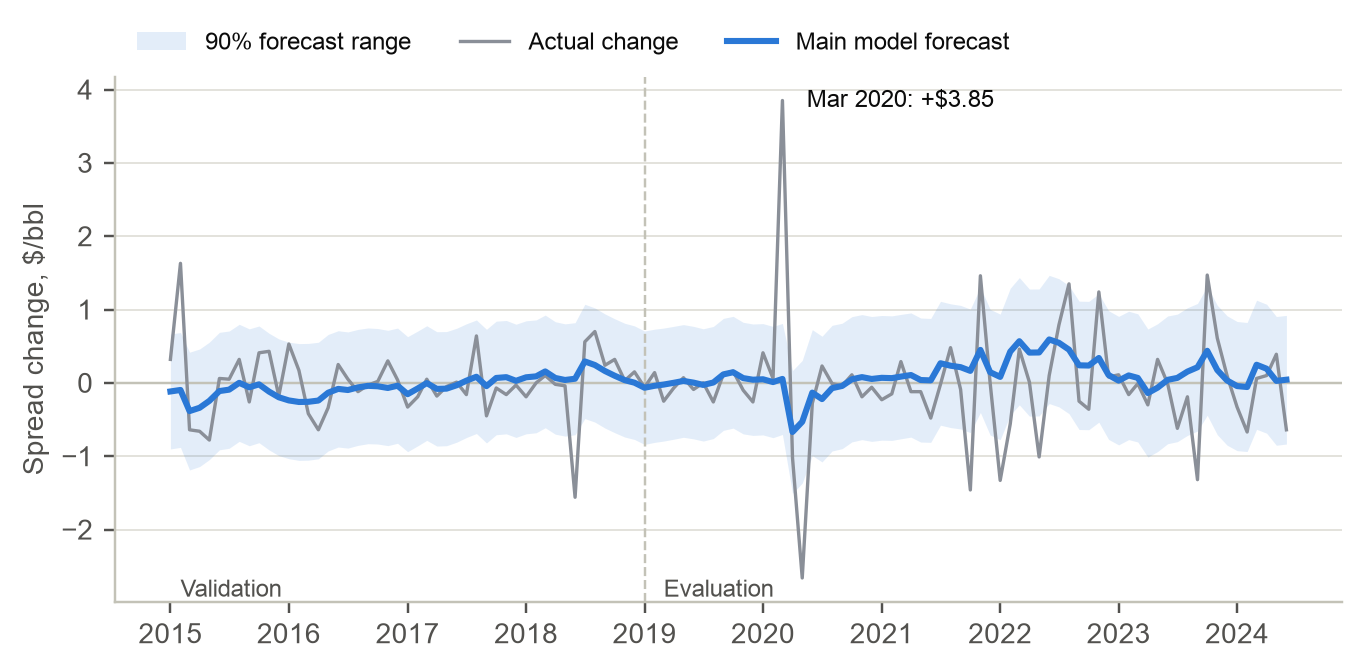 90% forecast range Actual change Main model forecast
Mar 2020: +$3.85
Spread change, $/bbl
4
3
2
1
0
−1
−2
Validation Evaluation
2015 2016 2017 2018 2019 2020 2021 2022 2023 2024